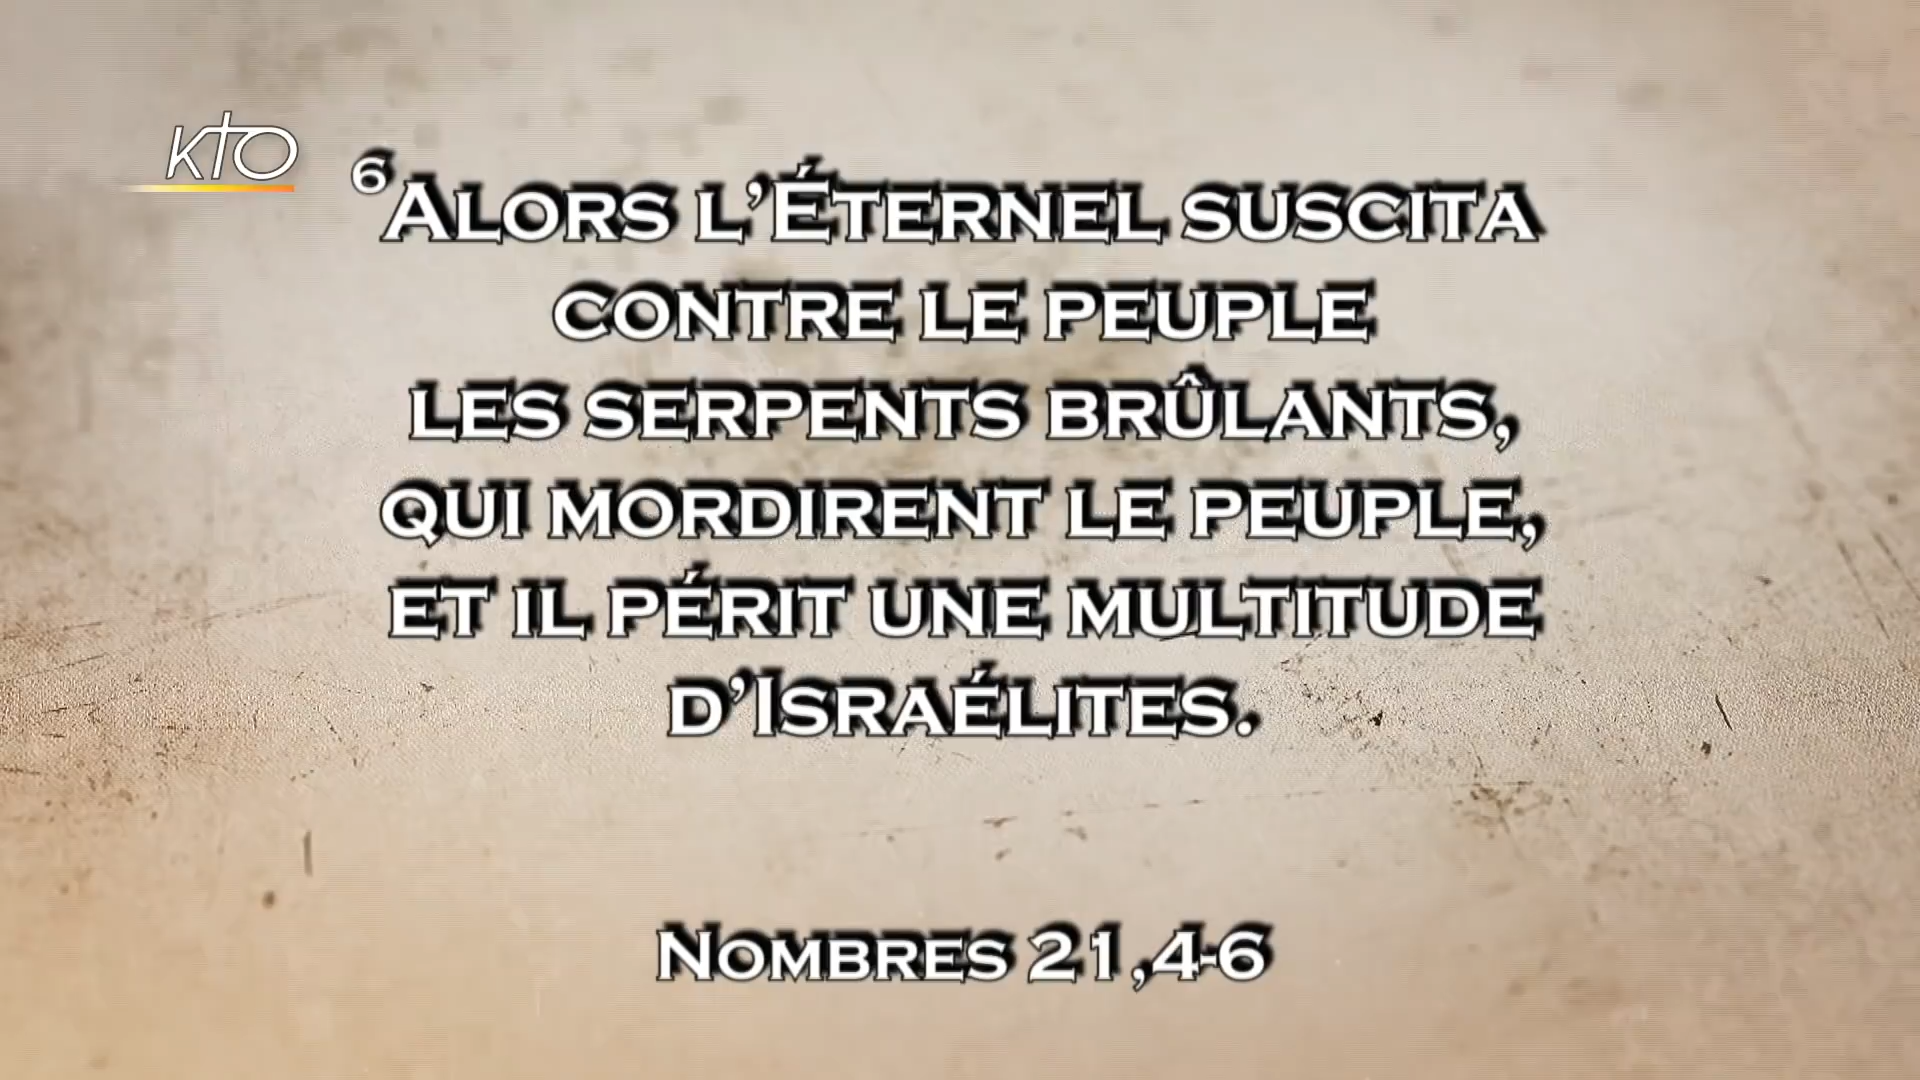 KTO
⁶Alors l’Éternel suscita
contre le peuple
les serpents brûlants,
qui mordirent le peuple,
et il périt une multitude
d’Israélites.
Nombres 21,4-6